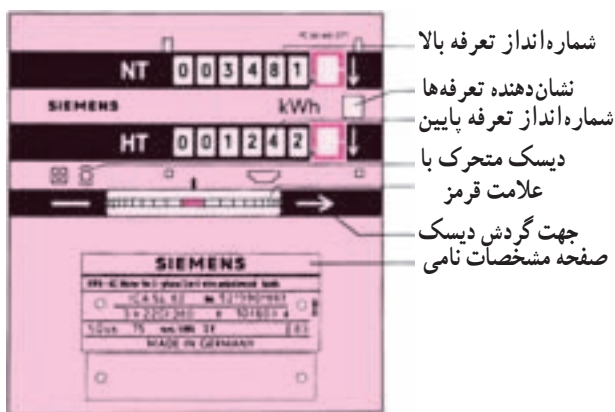 شماره‌انداز تعرفه بالا
NT 003481
نشان‌دهنده تعرفه‌ها
SIEMENS kWh
شماره‌انداز تعرفه پایین
HT 001242
دیسک متحرک با
علامت قرمز
جهت گردش دیسک
صفحه مشخصات نامی
SIEMENS
MADE IN GERMANY